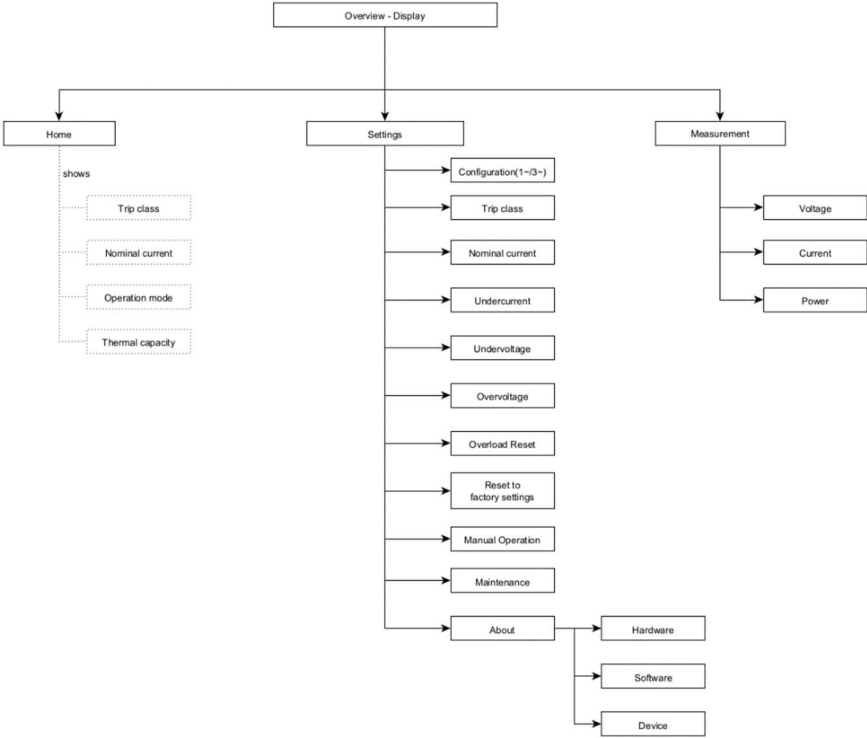 Overview - Display
Home
Settings
Measurement
shows
Trip class
Nominal current
Operation mode
Thermal capacity
Configuration(1~/3~)
Trip class
Nominal current
Undercurrent
Undervoltage
Overvoltage
Overload Reset
Reset to
factory settings
Manual Operation
Maintenance
About
Hardware
Software
Device
Voltage
Current
Power